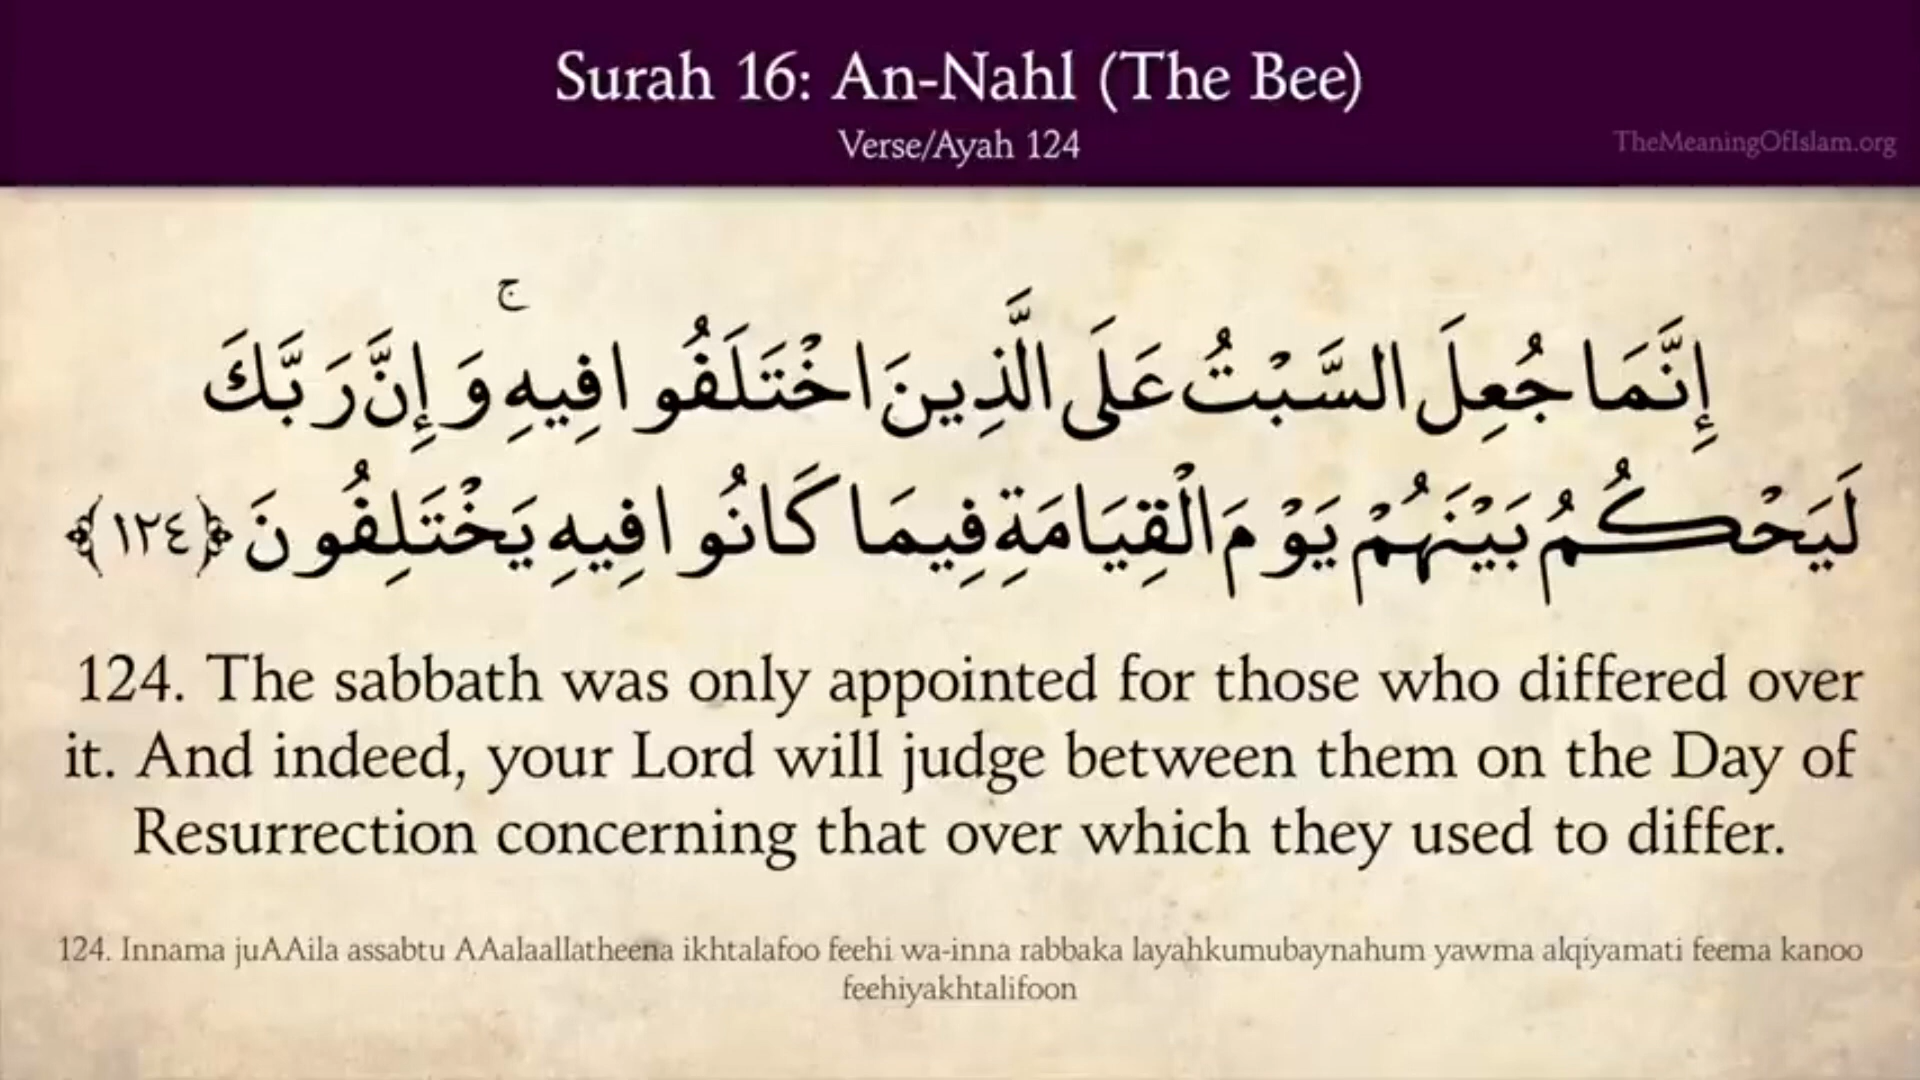 Surah 16: An-Nahl (The Bee)
Verse/Ayah 124
TheMeaningOfIslam.org
إِنَّمَا جُعِلَ السَّبْتُ عَلَى الَّذِينَ اخْتَلَفُوا فِيهِ ۚ وَإِنَّ رَبَّكَ
لَيَحْكُمُ بَيْنَهُمْ يَوْمَ الْقِيَامَةِ فِيمَا كَانُوا فِيهِ يَخْتَلِفُونَ ﴿١٢٤﴾
124. The sabbath was only appointed for those who differed over
it. And indeed, your Lord will judge between them on the Day of
Resurrection concerning that over which they used to differ.
124. Innama juAAila assabtu AAalaallatheena ikhtalafoo feehi wa-inna rabbaka layahkumubaynahum yawma alqiyamati feema kanoo
feehiyakhtalifoon